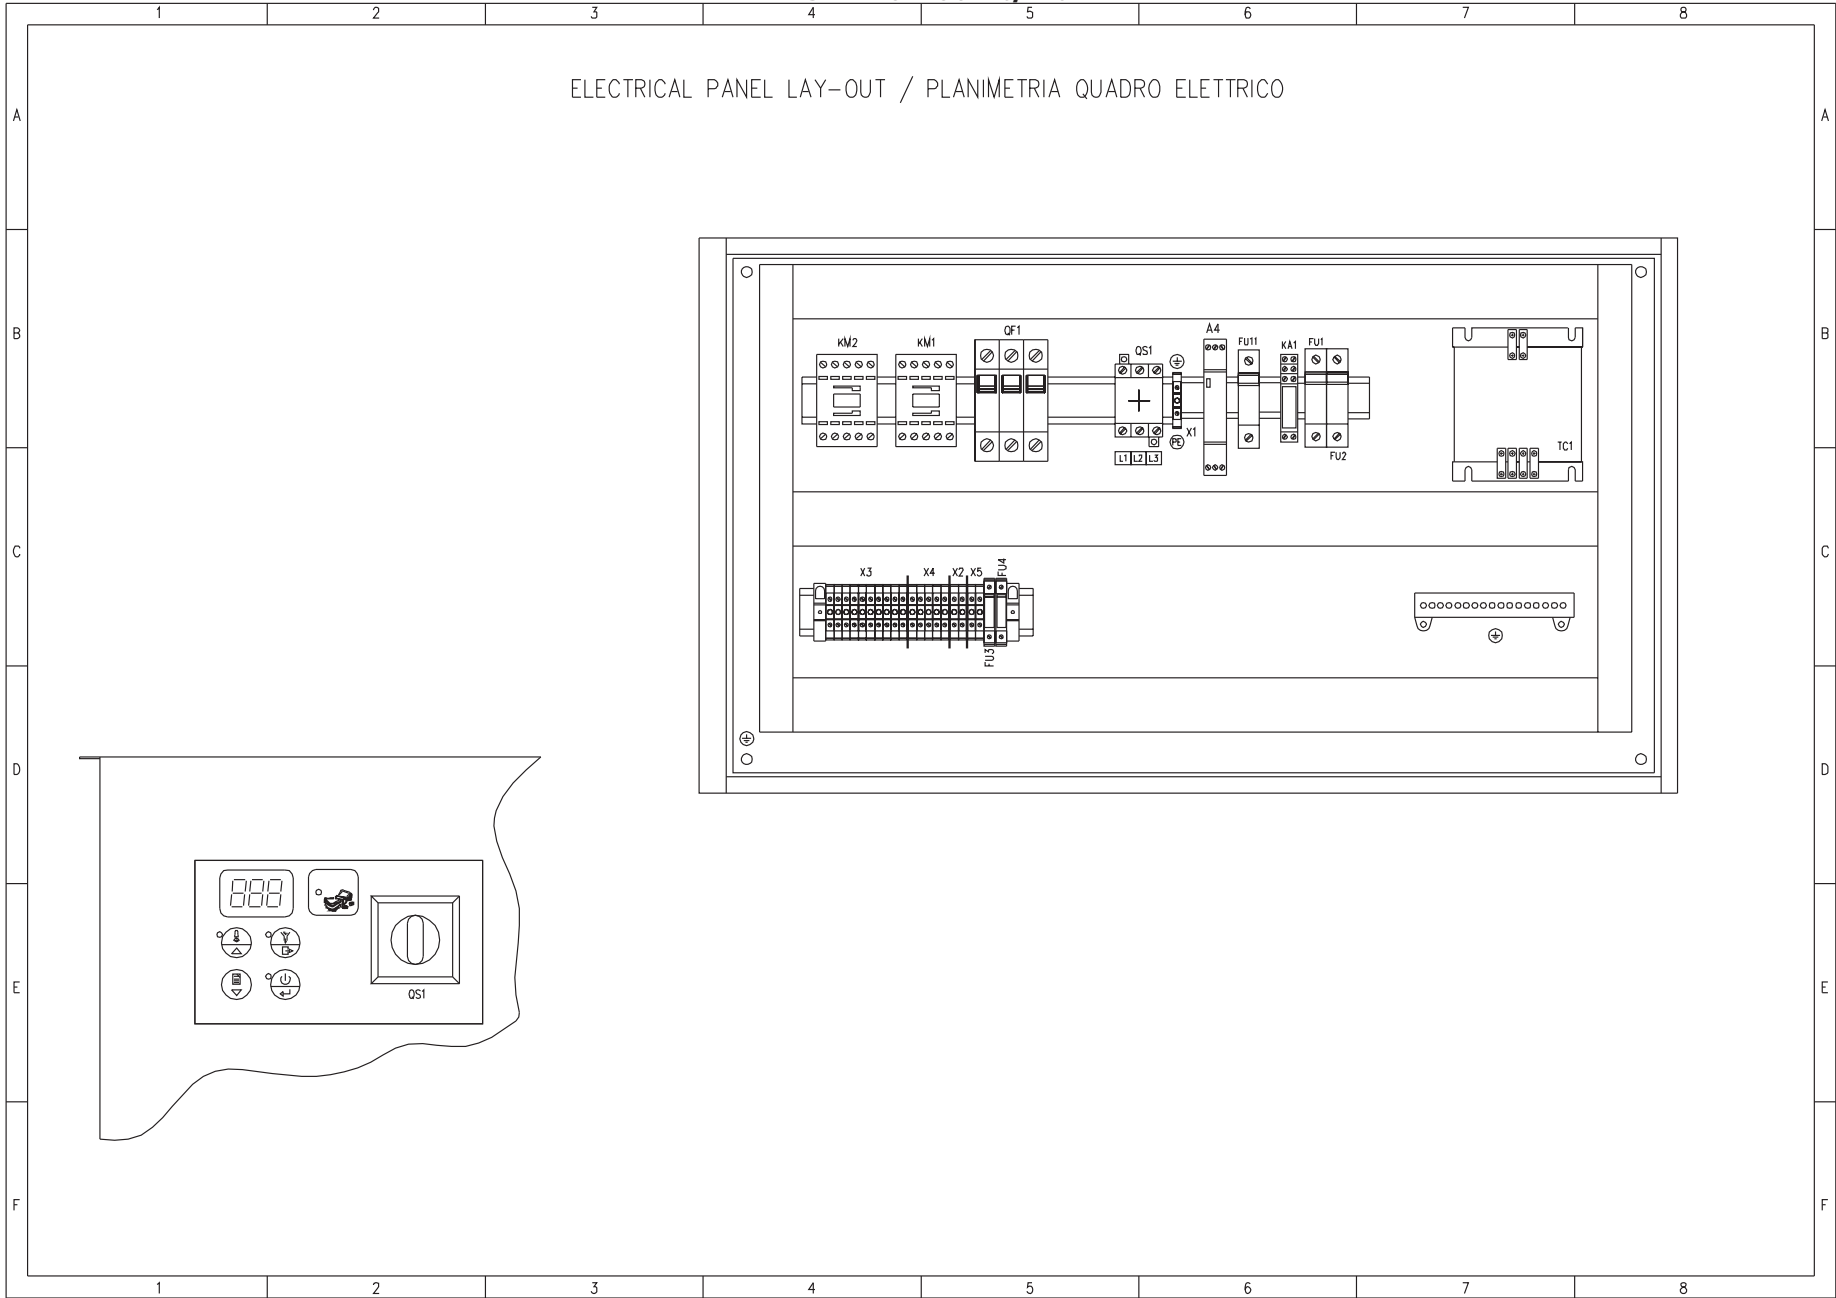 1 2 3 4 5 6 7 8
ELECTRICAL PANEL LAY-OUT / PLANIMETRIA QUADRO ELETTRICO
A A
B B
KM2 KM1 QF1 QS1 A4 FU11 KA1 FU1
X1
PE
L1 L2 L3
FU2
TC1
C C
X3 X4 X2 X5 FU4
FU3
D D
888
E E
QS1
F F
1 2 3 4 5 6 7 8